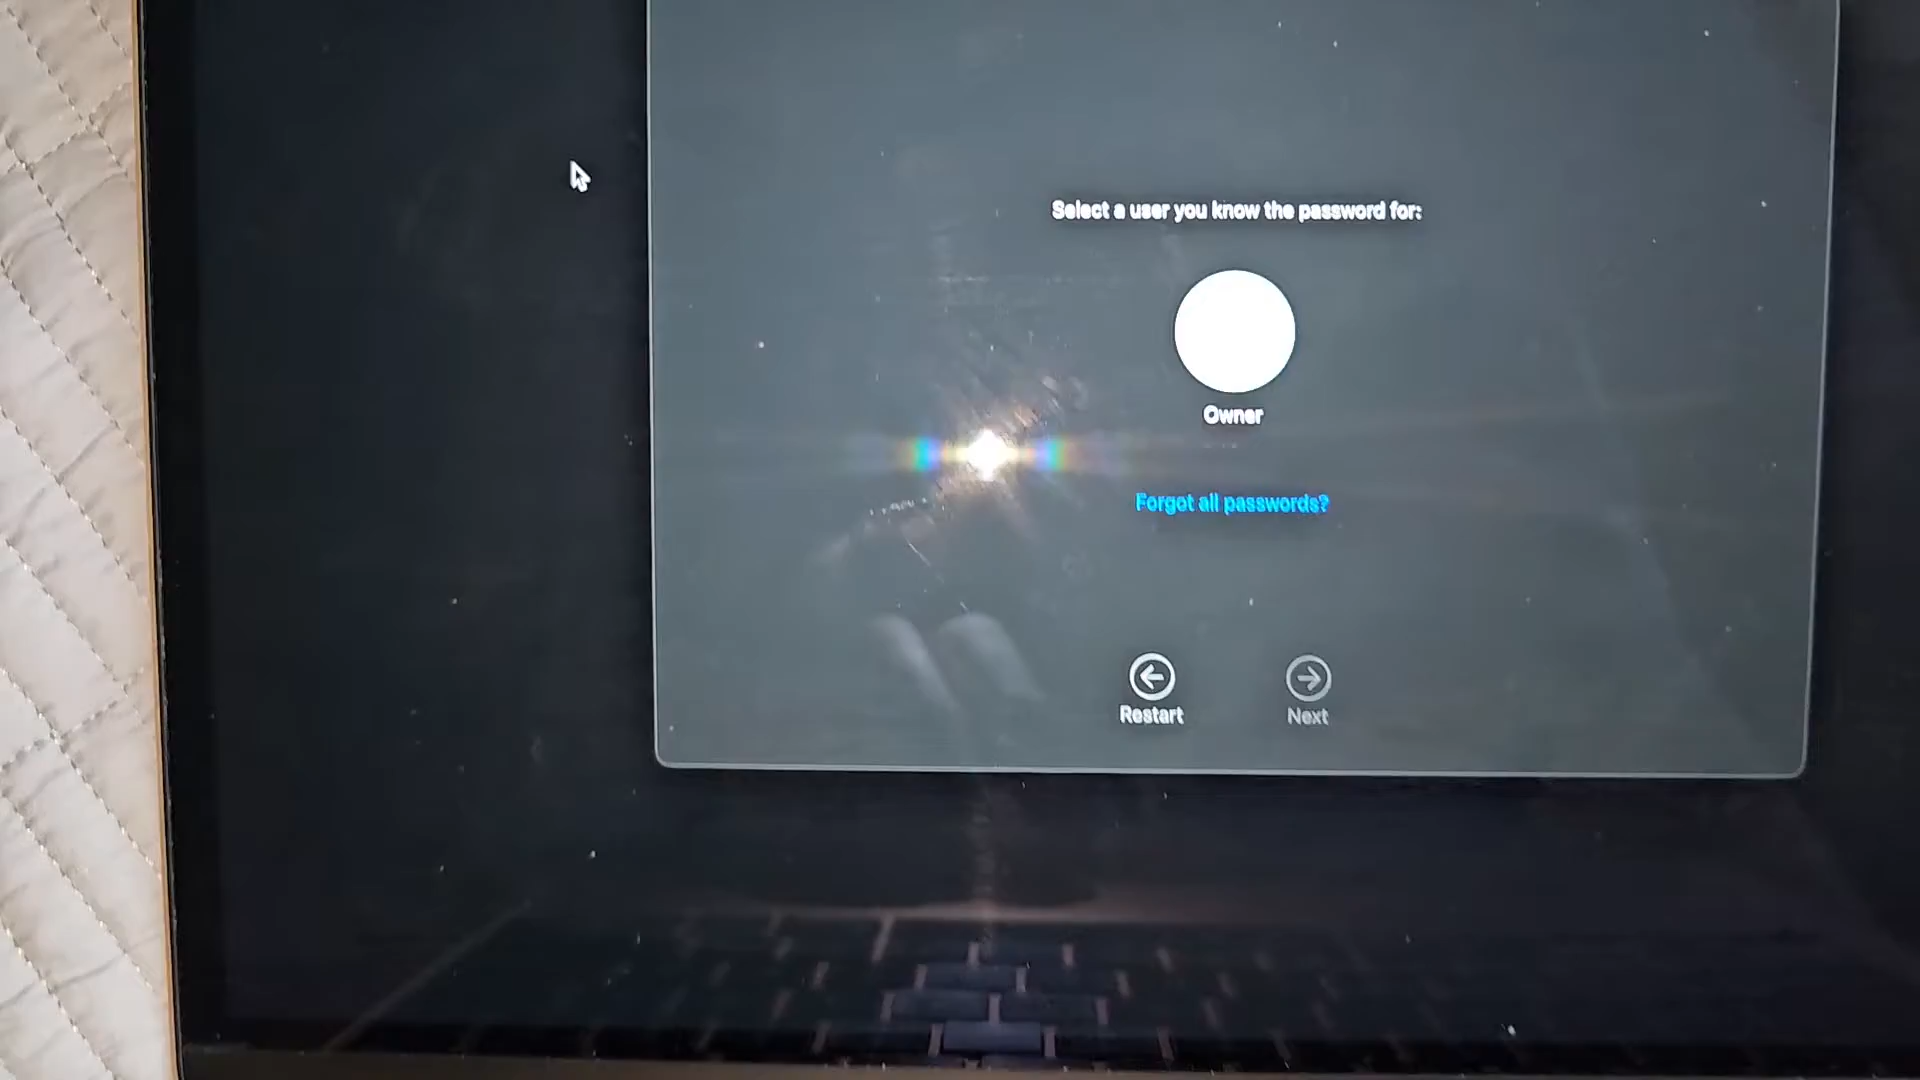 Select a user you know the password for:
Owner
Forgot all passwords?
Restart
Next